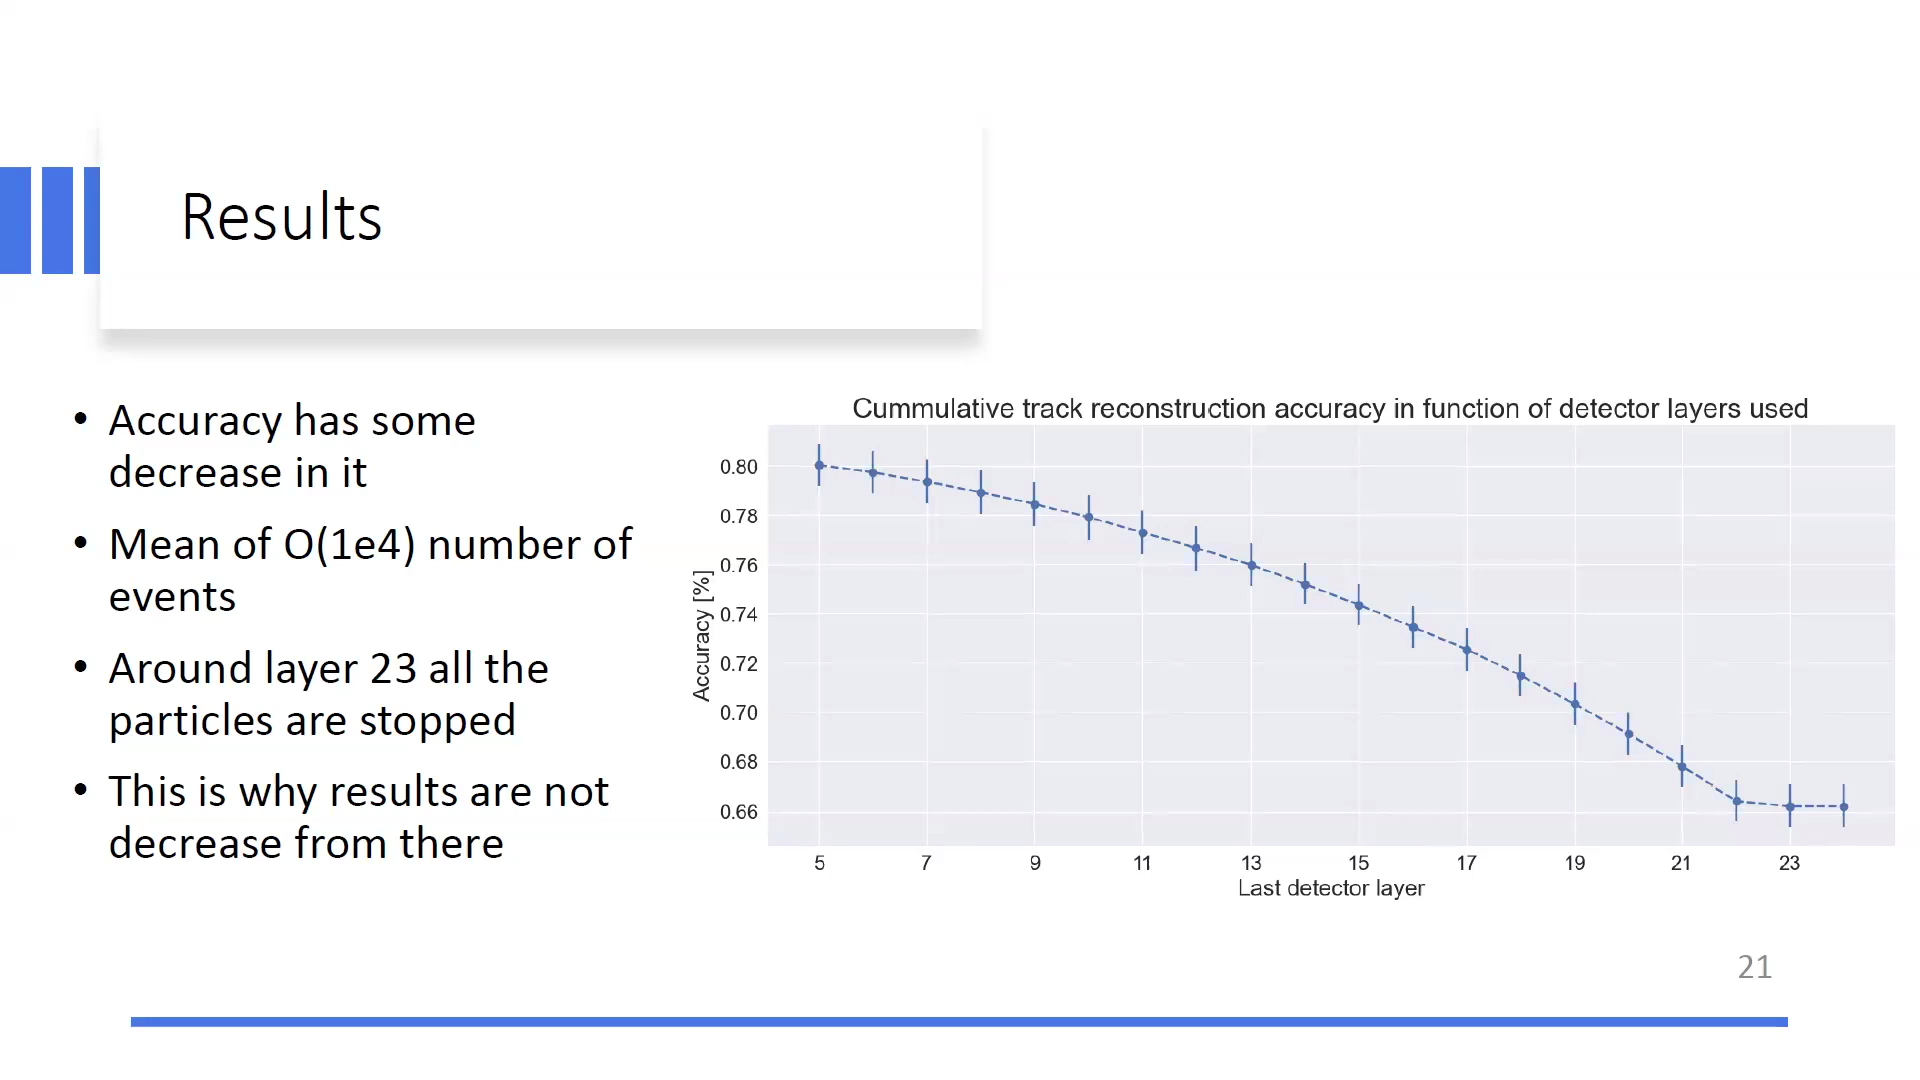 Results
• Accuracy has some
decrease in it
• Mean of O(1e4) number of
events
• Around layer 23 all the
particles are stopped
• This is why results are not
decrease from there
Cummulative track reconstruction accuracy in function of detector layers used
Accuracy [%]
0.80
0.78
0.76
0.74
0.72
0.70
0.68
0.66
5 7 9 11 13 15 17 19 21 23
Last detector layer
21